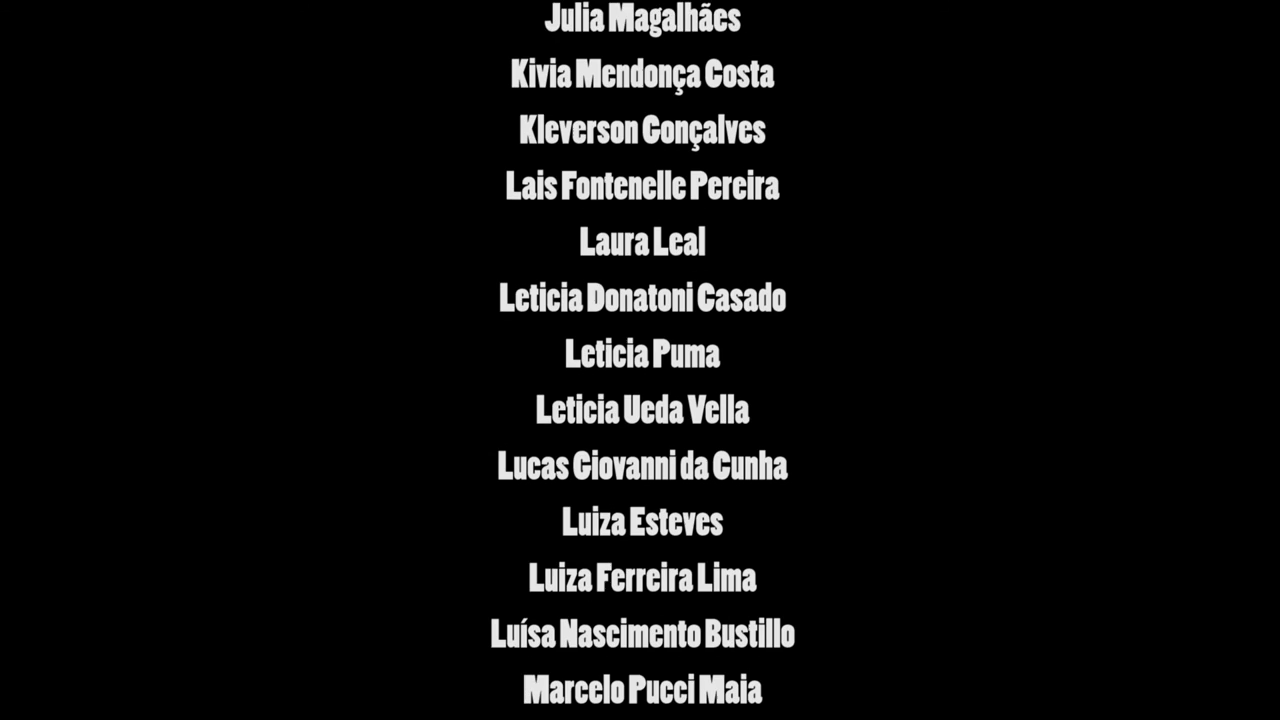 Julia Magalhães
Kivia Mendonça Costa
Kleverson Gonçalves
Lais Fontenelle Pereira
Laura Leal
Leticia Donatoni Casado
Leticia Puma
Leticia Ueda Vella
Lucas Giovanni da Cunha
Luiza Esteves
Luiza Ferreira Lima
Luísa Nascimento Bustillo
Marcelo Pucci Maia